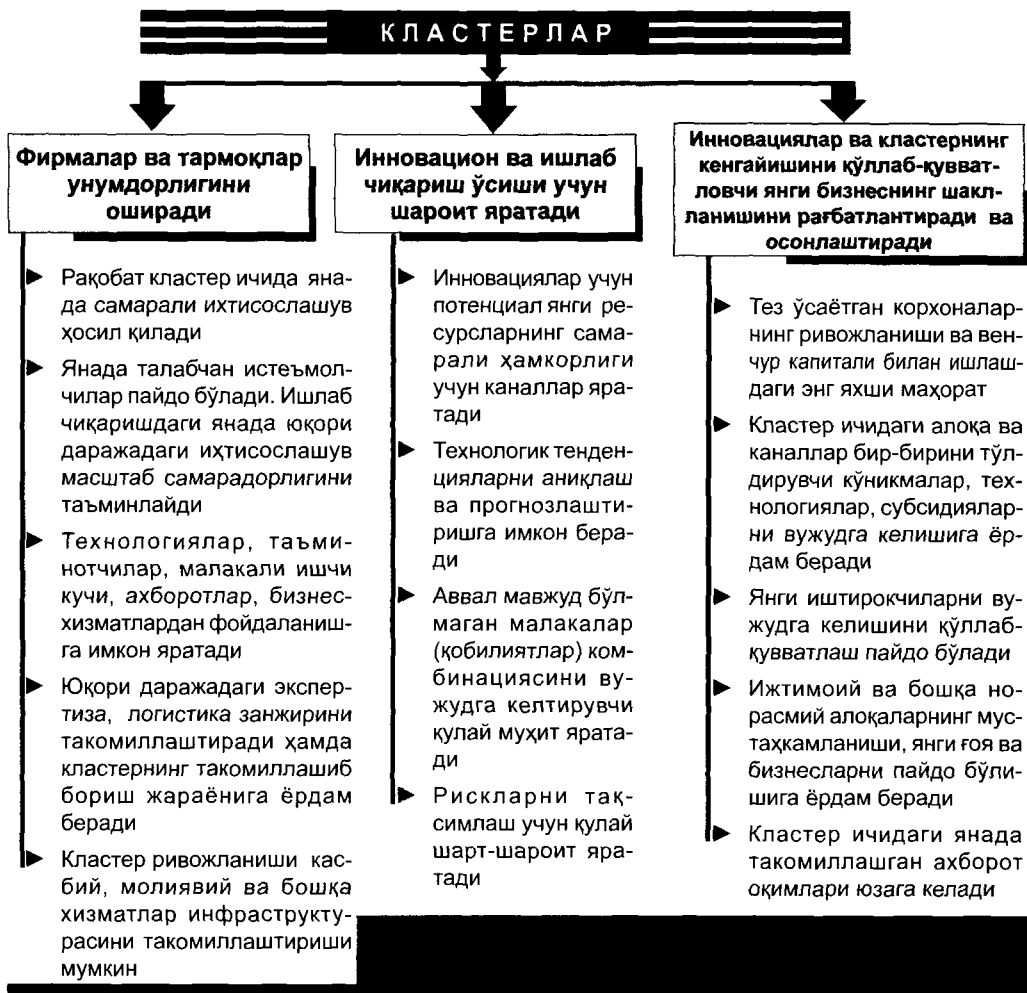 КЛАСТЕРЛАР
Фирмалар ва тармоқлар
унумдорлигини
оширади
Рақобат кластер ичида яна-
да самарали ихтисослашув
ҳосил қилади
Янада талабчан истеъмол-
чилар пайдо бўлади. Ишлаб
чиқаришдаги янада юқори
даражадаги иҳтисослашув
масштаб самарадорлигини
таъминлайди
Технологиялар, таъми-
нотчилар, малакали ишчи
кучи, ахборотлар, бизнес-
хизматлардан фойдаланиш-
га имкон яратади
Юқори даражадаги экспер-
тиза, логистика занжирини
такомиллаштиради ҳамда
кластернинг такомиллашиб
бориш жараёнига ёрдам
беради
Кластер ривожланиши кас-
бий, молиявий ва бошқа
хизматлар инфраструкту-
расини такомиллаштириши
мумкин
Инновацион ва ишлаб
чиқариш ўсиши учун
шароит яратади
Инновациялар учун
потенциал янги ре-
сурсларнинг сама-
рали ҳамкорлиги
учун каналлар яра-
тади
Технологик тенден-
цияларни аниқлаш
ва прогнозлашти-
ришга имкон бера-
ди
Аввал мавжуд бўл-
маган малакалар
(қобилиятлар) ком-
бинациясини ву-
жудга келтирувчи
қулай муҳит ярата-
ди
Рискларни тақ-
симлаш учун қулай
шарт-шароит яра-
тади
Инновациялар ва кластернинг
кенгайишини қўллаб-қувват-
ловчи янги бизнеснинг шакл-
ланишини рағбатлантиради ва
осонлаштиради
Тез ўсаётган корхоналар-
нинг ривожланиши ва вен-
чур капитали билан ишлаш-
даги энг яхши маҳорат
Кластер ичидаги алоқа ва
каналлар бир-бирини тўл-
дирувчи кўникмалар, тех-
нологиялар, субсидиялар-
ни вужудга келишига ёр-
дам беради
Янги иштирокчиларни ву-
жудга келишини қўллаб-
қувватлаш пайдо бўлади
Ижтимоий ва бошқа но-
расмий алоқаларнинг мус-
таҳкамланиши, янги ғоя ва
бизнесларни пайдо бўли-
шига ёрдам беради
Кластер ичидаги янада
такомиллашган ахборот
оқимлари юзага келади